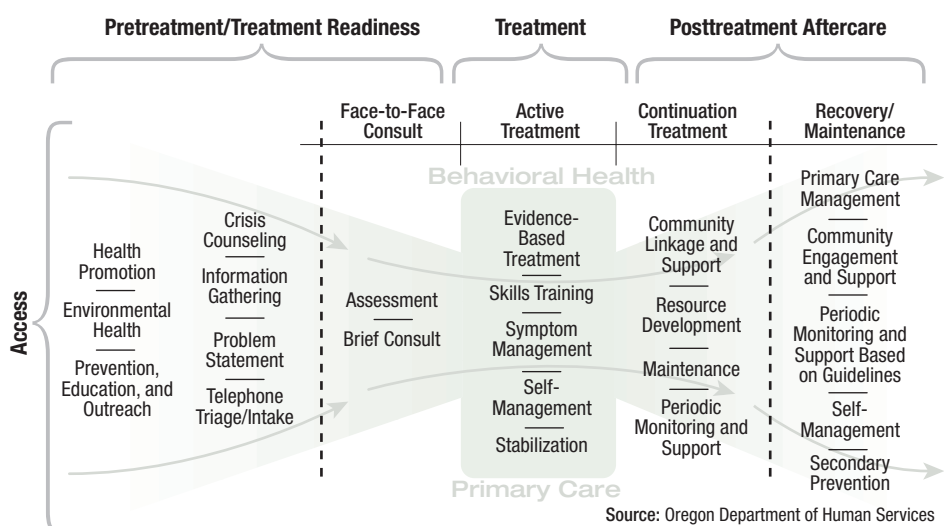 Pretreatment/Treatment Readiness
Treatment
Posttreatment Aftercare
Face-to-Face
Consult
Active
Treatment
Continuation
Treatment
Recovery/
Maintenance
Access
Behavioral Health
Health
Promotion
Environmental
Health
Prevention,
Education, and
Outreach
Crisis
Counseling
Information
Gathering
Problem
Statement
Telephone
Triage/Intake
Assessment
Brief Consult
Evidence-
Based
Treatment
Skills Training
Symptom
Management
Self-
Management
Stabilization
Community
Linkage and
Support
Resource
Development
Maintenance
Periodic
Monitoring and
Support
Primary Care
Management
Community
Engagement
and Support
Periodic
Monitoring and
Support Based
on Guidelines
Self-
Management
Secondary
Prevention
Primary Care
Source: Oregon Department of Human Services